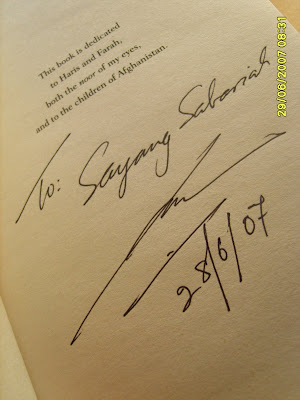 This book is dedicated
to Haris and Farah,
both the noor of my eyes,
and to the children of Afghanistan.
To: Sayang Sabariah
28/6/07
29/06/2007 08:31